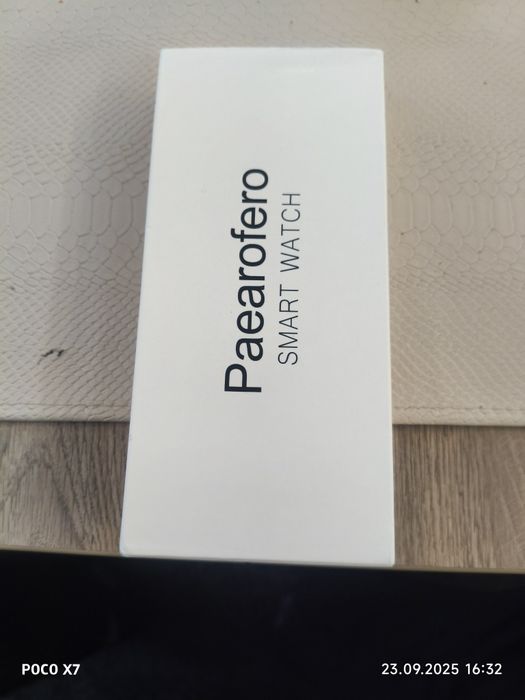 Paearofero
SMART WATCH
POCO X7
23.09.2025 16:32